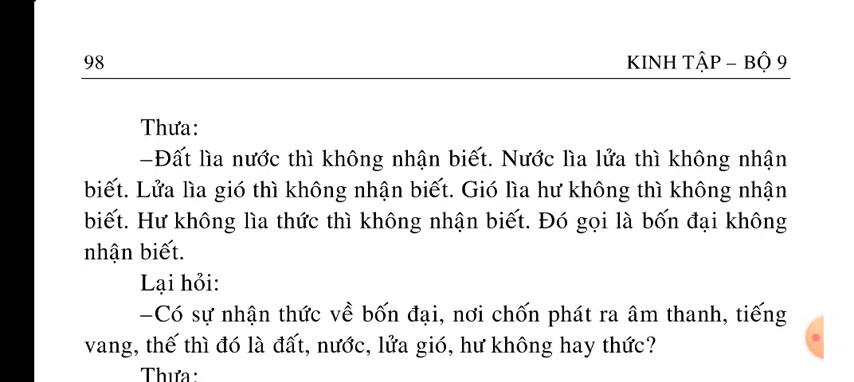 98
KINH TẬP – BỘ 9
Thưa:
–Đất lìa nước thì không nhận biết. Nước lìa lửa thì không nhận
biết. Lửa lìa gió thì không nhận biết. Gió lìa hư không thì không nhận
biết. Hư không lìa thức thì không nhận biết. Đó gọi là bốn đại không
nhận biết.
Lại hỏi:
–Có sự nhận thức về bốn đại, nơi chốn phát ra âm thanh, tiếng
vang, thế thì đó là đất, nước, lửa gió, hư không hay thức?
Thưa: